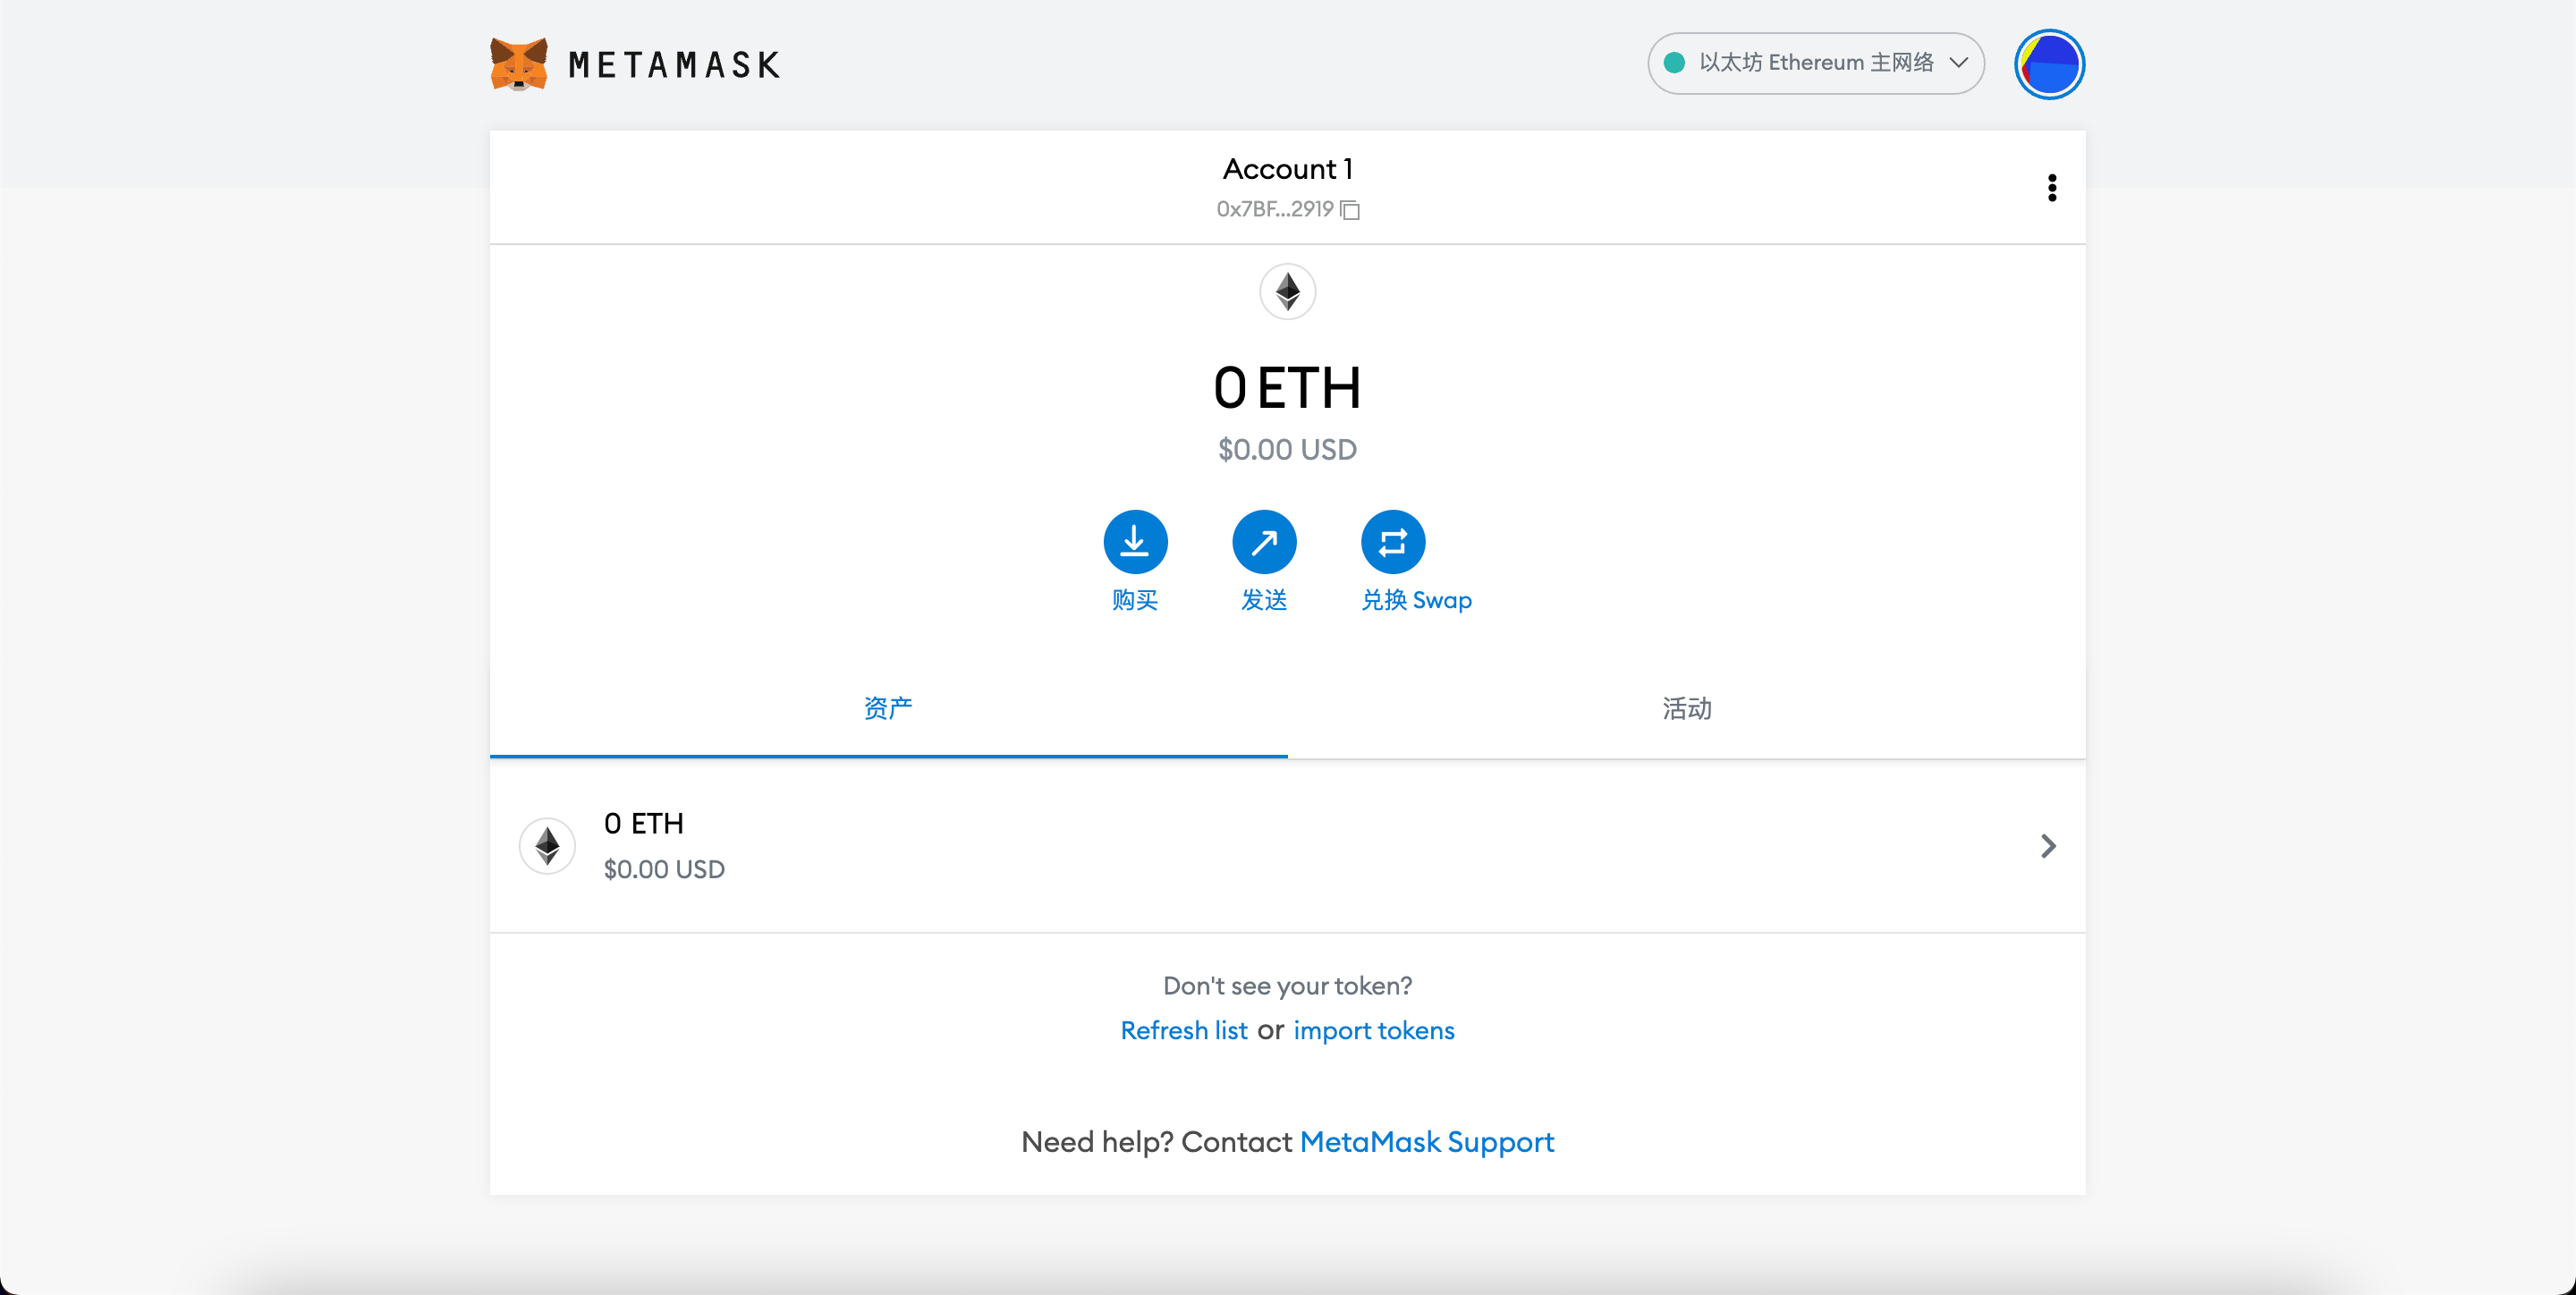 METAMASK
以太坊 Ethereum 主网络
Account 1
0x7BF...2919
0 ETH
$0.00 USD
购买
发送
兑换 Swap
资产
活动
0 ETH
$0.00 USD
Don't see your token?
Refresh list or import tokens
Need help? Contact MetaMask Support